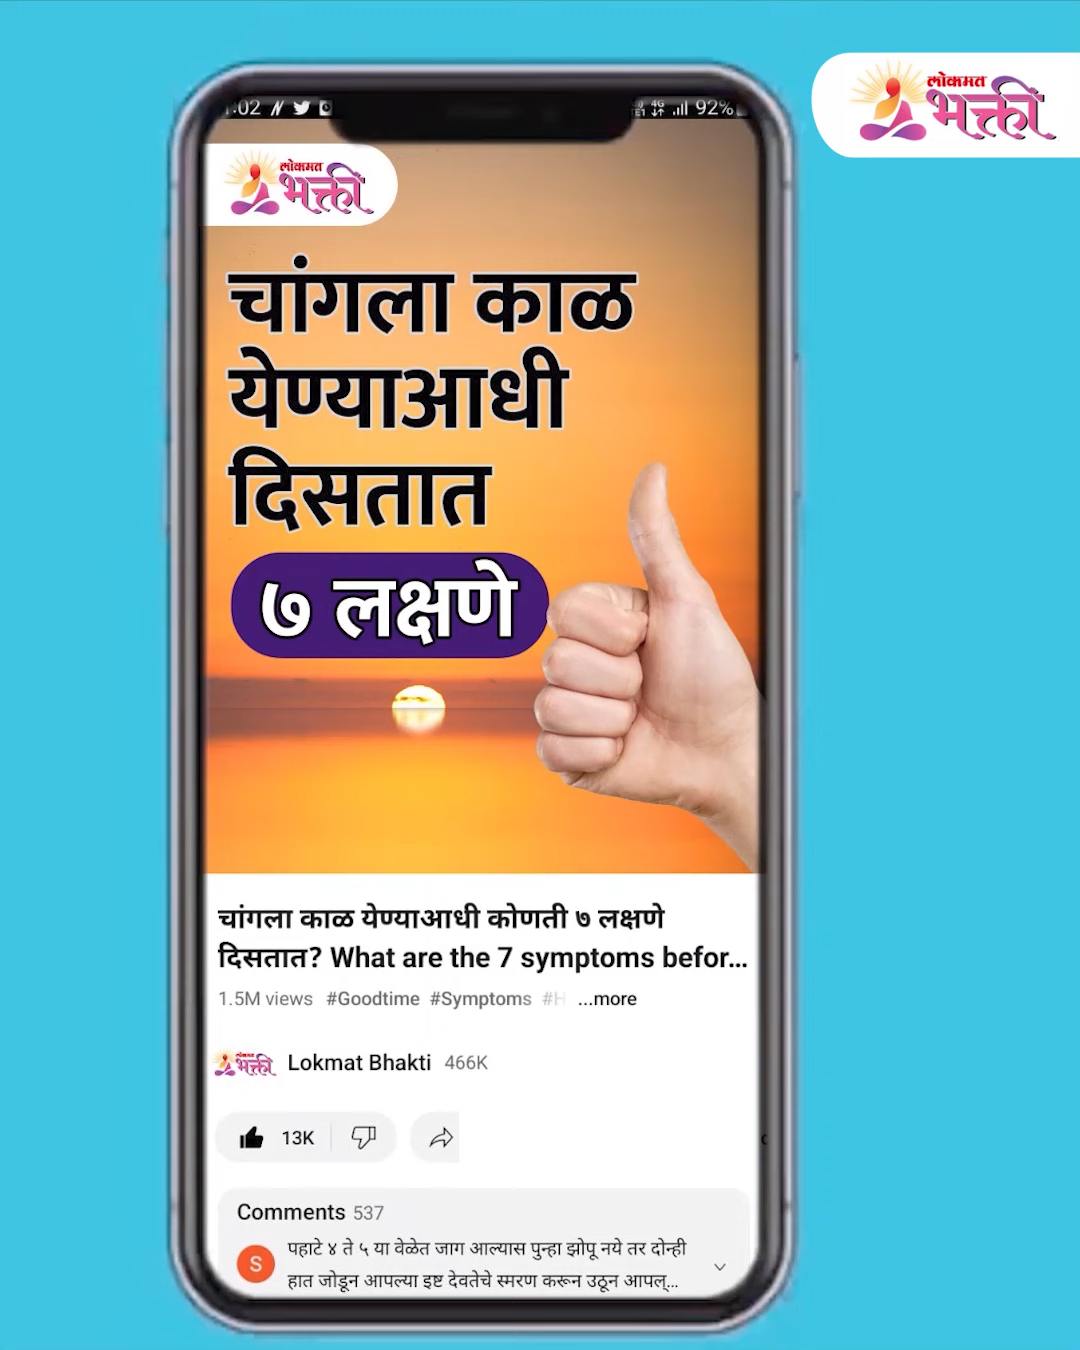 लोकमत
भक्ती
:02 92%
लोकमत
भक्ती
चांगला काळ
येण्याआधी
दिसतात
७ लक्षणे
चांगला काळ येण्याआधी कोणती ७ लक्षणे
दिसतात? What are the 7 symptoms befor...
1.5M views #Goodtime #Symptoms #H ...more
लोकमत
भक्ती
Lokmat Bhakti 466K
13K
Comments 537
S
पहाटे ४ ते ५ या वेळेत जाग आल्यास पुन्हा झोपू नये तर दोन्ही
हात जोडून आपल्या इष्ट देवतेचे स्मरण करून उठून आपल्...